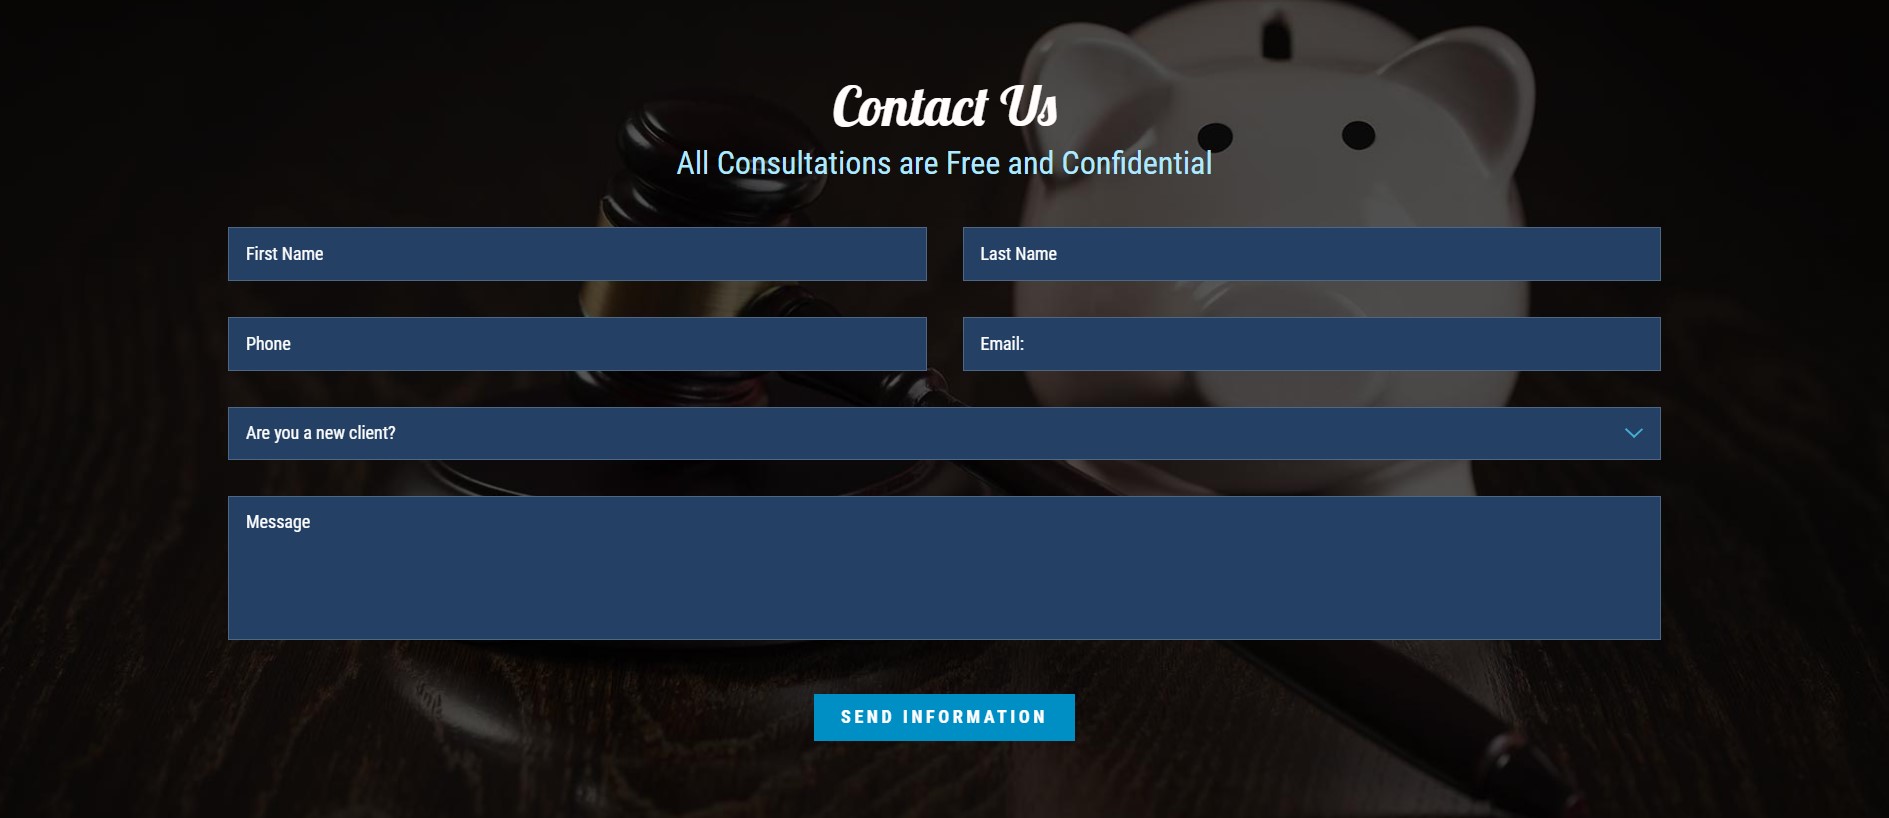 Contact Us
All Consultations are Free and Confidential
First Name
Last Name
Phone
Email:
Are you a new client?
Message
SEND INFORMATION